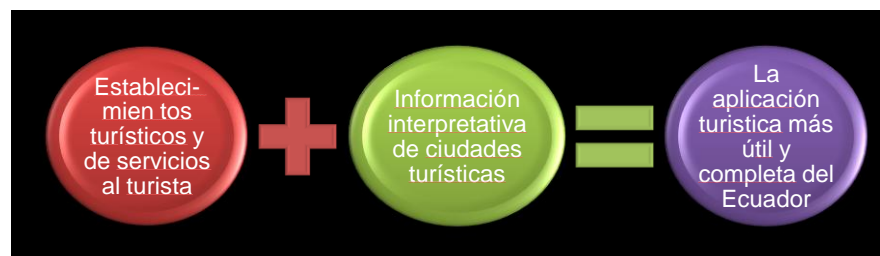 Estableci-
mien tos
turísticos y
de servicios
al turista
Información
interpretativa
de ciudades
turísticas
La
aplicación
turistica más
útil y
completa del
Ecuador